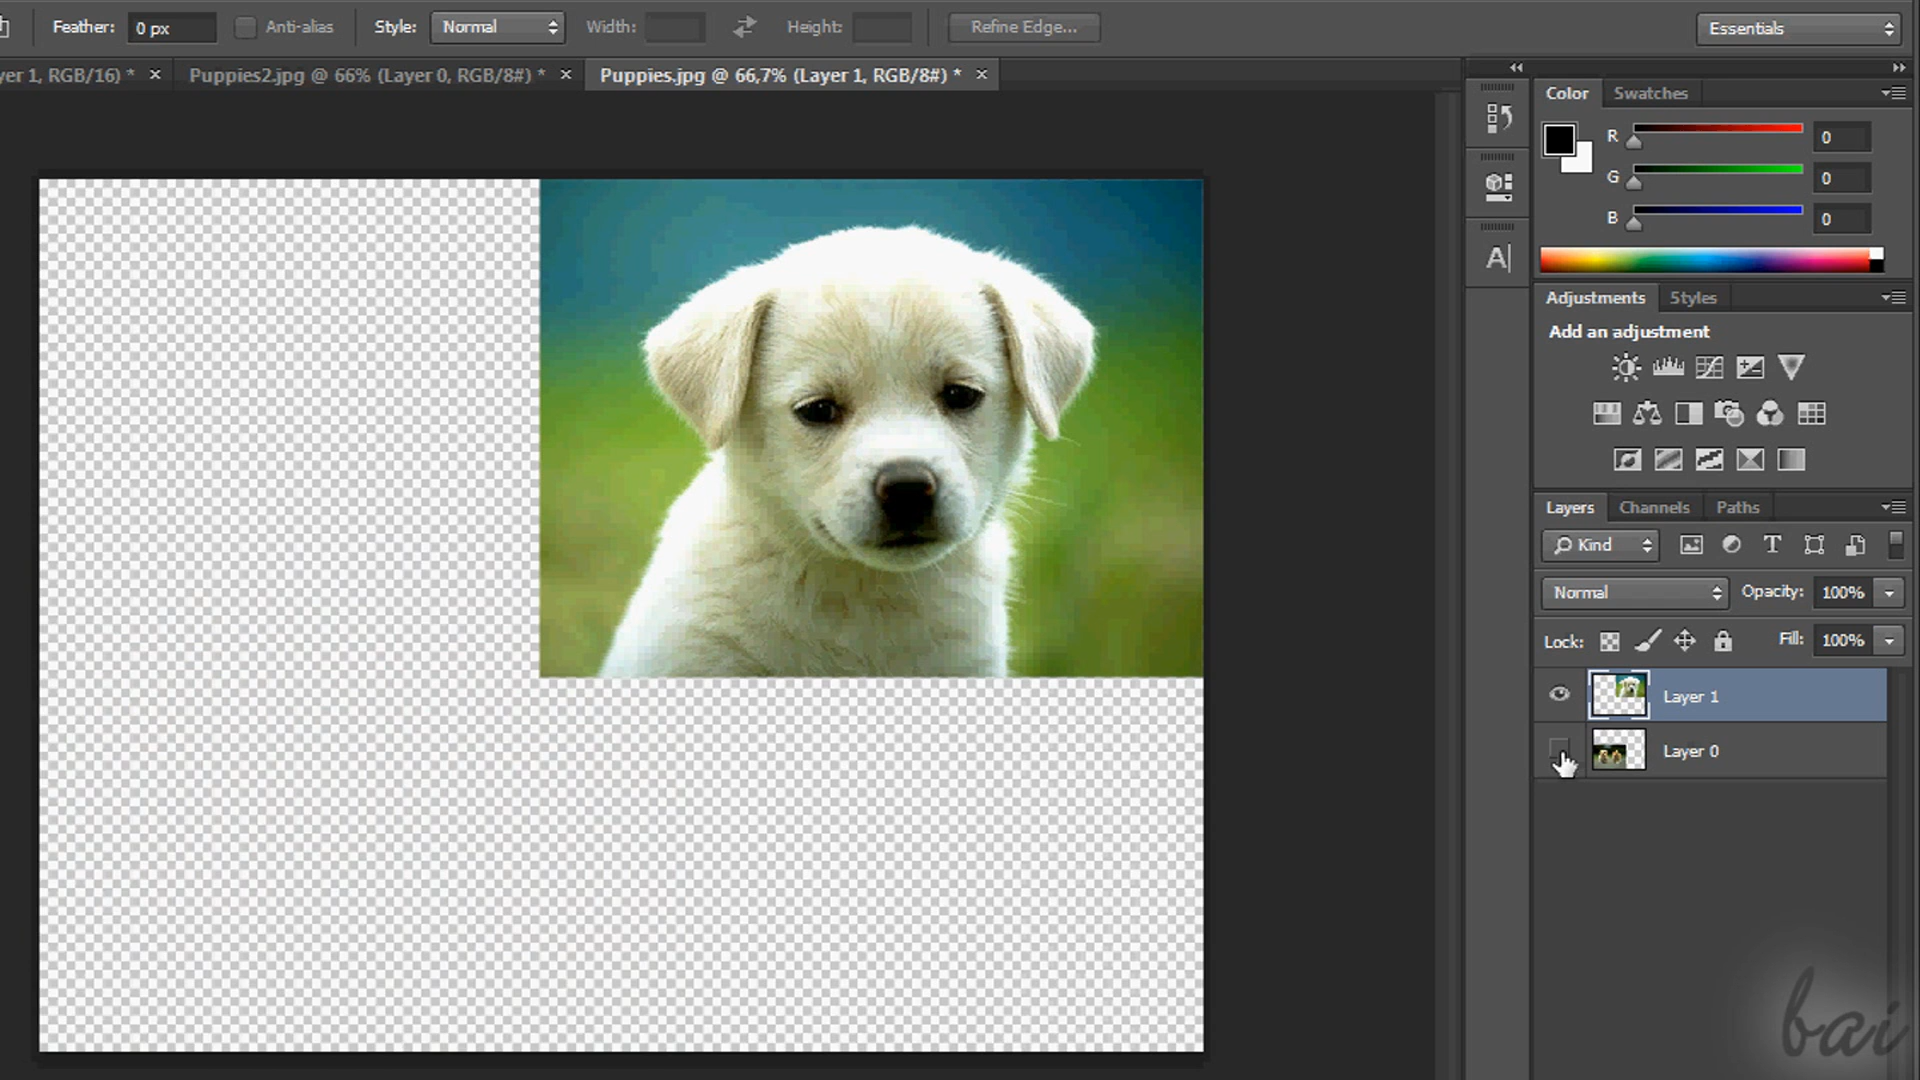 Feather: 0 px Anti-alias Style: Normal Width: Height: Refine Edge... Essentials
yer 1, RGB/16) * × Puppies2.jpg @ 66% (Layer 0, RGB/8#) * × Puppies.jpg @ 66,7% (Layer 1, RGB/8#) * ×
Color Swatches
R 0
G 0
B 0
A|
Adjustments Styles
Add an adjustment
Layers Channels Paths
Kind T
Normal Opacity: 100%
Lock: Fill: 100%
Layer 1
Layer 0
bai